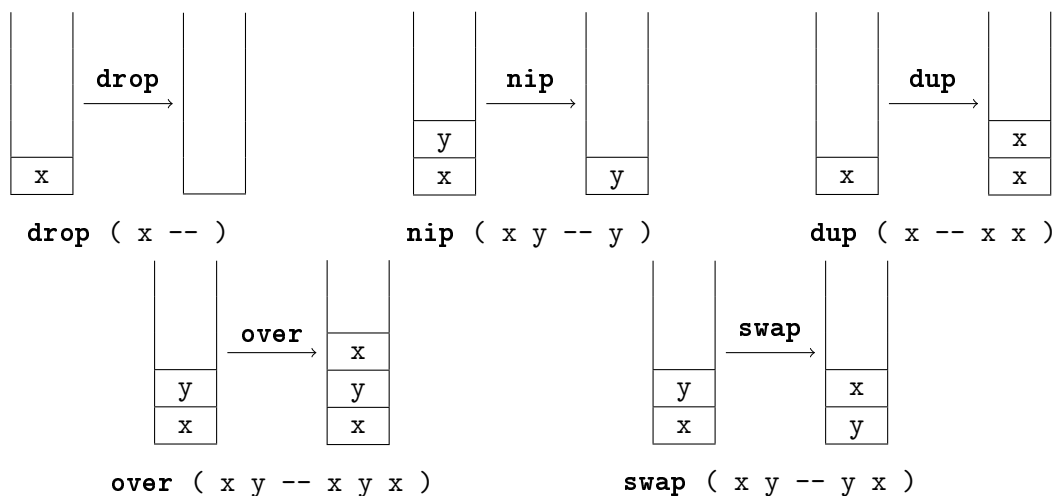 drop nip dup
y x
x y x x
x
drop ( x -- ) nip ( x y -- y ) dup ( x -- x x )
over swap
x
y y y x
x x x y
over ( x y -- x y x ) swap ( x y -- y x )